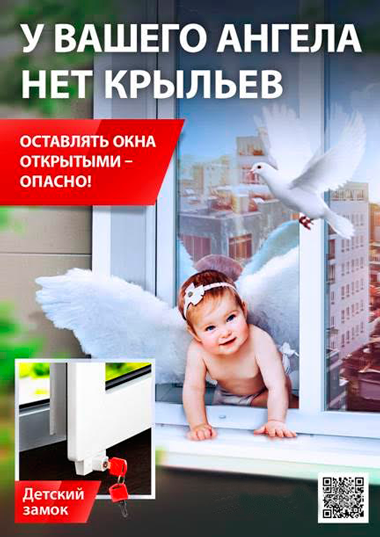 У ВАШЕГО АНГЕЛА
НЕТ КРЫЛЬЕВ
ОСТАВЛЯТЬ ОКНА
ОТКРЫТЫМИ –
ОПАСНО!
Детский
замок